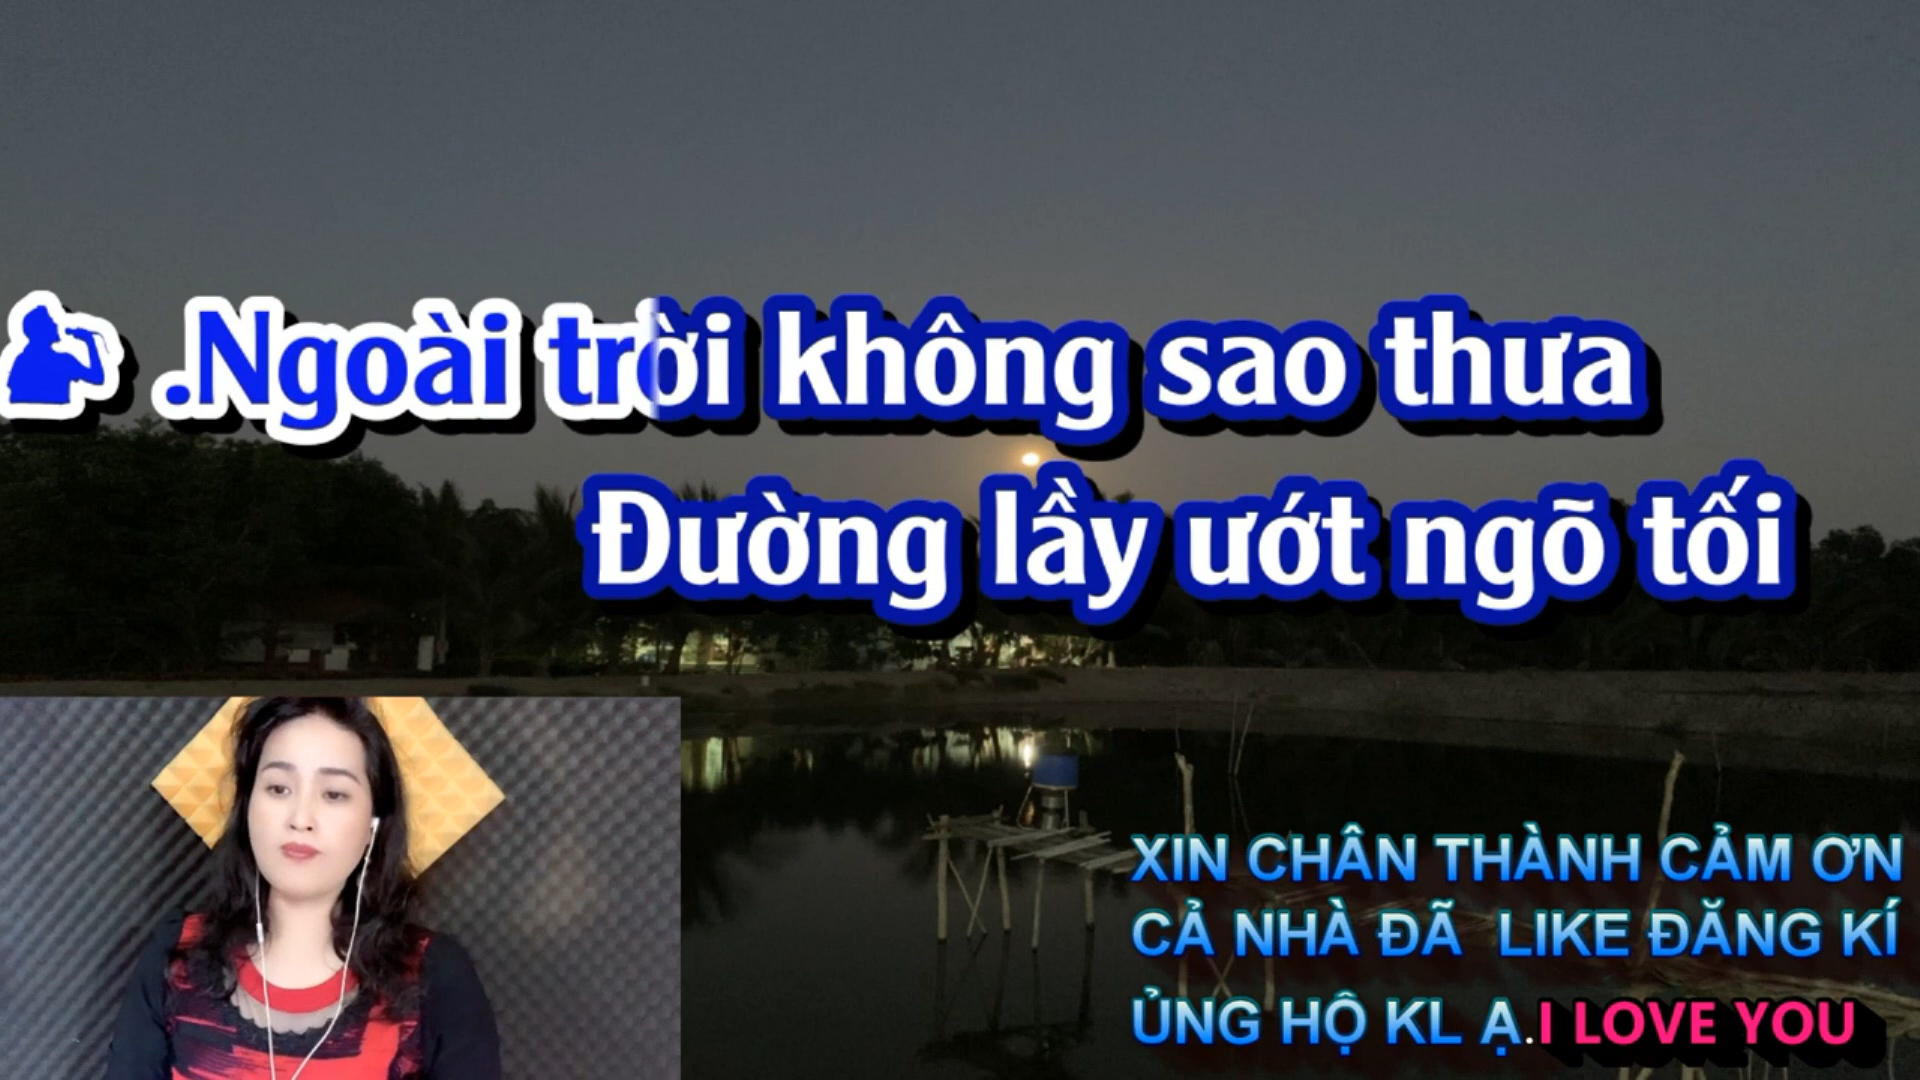 .Ngoài trời không sao thưa
Đường lầy ướt ngõ tối
XIN CHÂN THÀNH CẢM ƠN
CẢ NHÀ ĐÃ LIKE ĐĂNG KÍ
ỦNG HỘ KL Ạ.I LOVE YOU